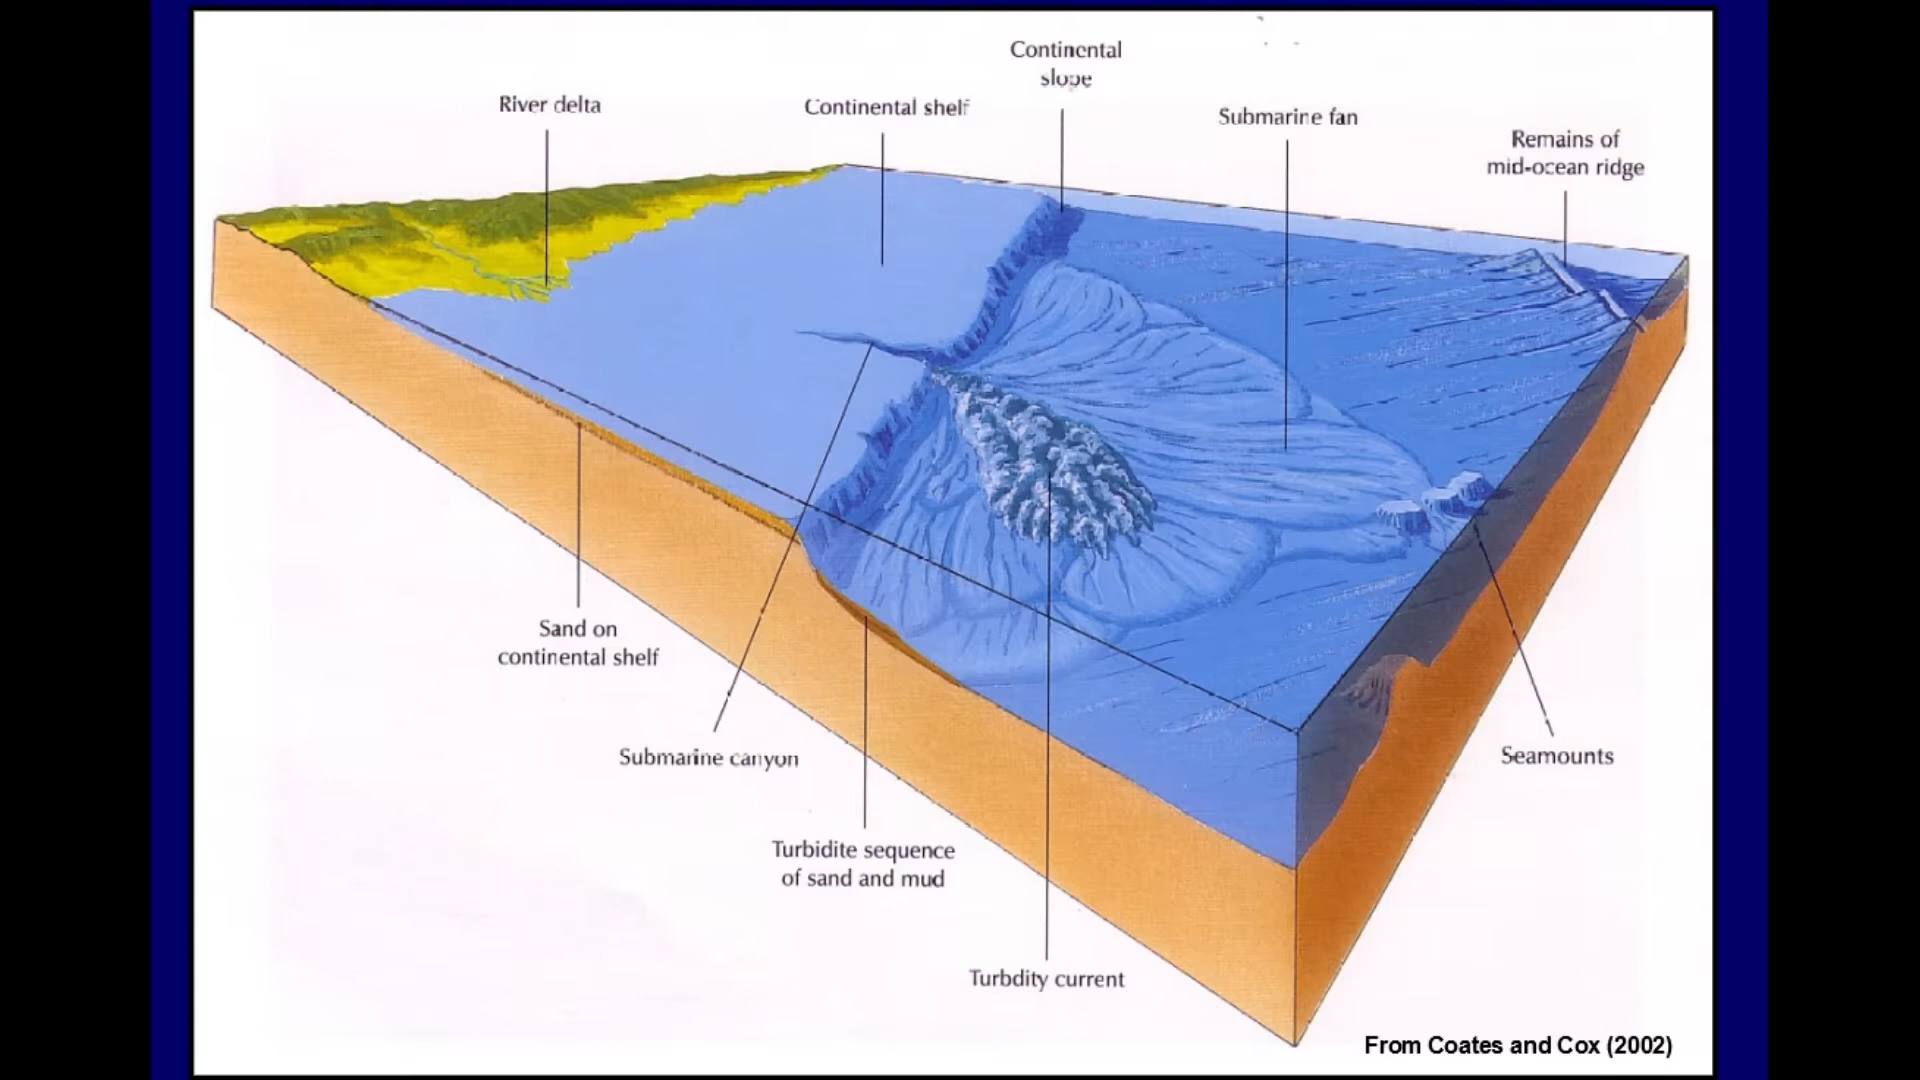 Continental
slope
River delta
Continental shelf
Submarine fan
Remains of
mid-ocean ridge
Sand on
continental shelf
Submarine canyon
Seamounts
Turbidite sequence
of sand and mud
Turbdity current
From Coates and Cox (2002)